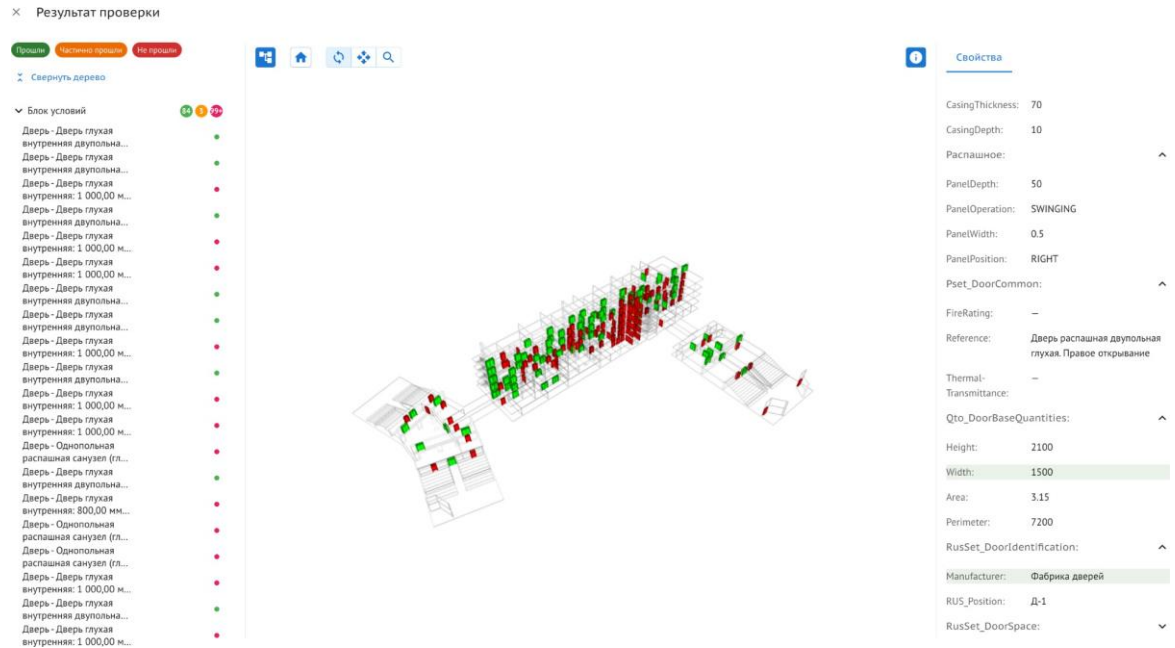 Результат проверки
Прошли
Частично прошли
Не прошли
Свернуть дерево
Блок условий
84
1
99+
Дверь - Дверь глухая
внутренняя двупольна...
Дверь - Дверь глухая
внутренняя двупольна...
Дверь - Дверь глухая
внутренняя: 1 000,00 м...
Дверь - Дверь глухая
внутренняя двупольна...
Дверь - Дверь глухая
внутренняя: 1 000,00 м...
Дверь - Дверь глухая
внутренняя: 1 000,00 м...
Дверь - Дверь глухая
внутренняя двупольна...
Дверь - Дверь глухая
внутренняя двупольна...
Дверь - Дверь глухая
внутренняя: 1 000,00 м...
Дверь - Дверь глухая
внутренняя двупольна...
Дверь - Дверь глухая
внутренняя: 1 000,00 м...
Дверь - Дверь глухая
внутренняя: 1 000,00 м...
Дверь - Однопольная
распашная санузел (гл...
Дверь - Дверь глухая
внутренняя двупольна...
Дверь - Дверь глухая
внутренняя: 800,00 мм...
Дверь - Однопольная
распашная санузел (гл...
Дверь - Однопольная
распашная санузел (гл...
Дверь - Дверь глухая
внутренняя: 1 000,00 м...
Дверь - Дверь глухая
внутренняя двупольна...
Дверь - Дверь глухая
внутренняя: 1 000,00 м...
Свойства
CasingThickness: 70
CasingDepth: 10
Распашное:
PanelDepth: 50
PanelOperation: SWINGING
PanelWidth: 0.5
PanelPosition: RIGHT
Pset_DoorCommon:
FireRating: —
Reference: Дверь распашная двупольная
глухая. Правое открывание
Thermal- —
Transmittance:
Qto_DoorBaseQuantities:
Height: 2100
Width: 1500
Area: 3.15
Perimeter: 7200
RusSet_DoorIdentification:
Manufacturer: Фабрика дверей
RUS_Position: Д-1
RusSet_DoorSpace: